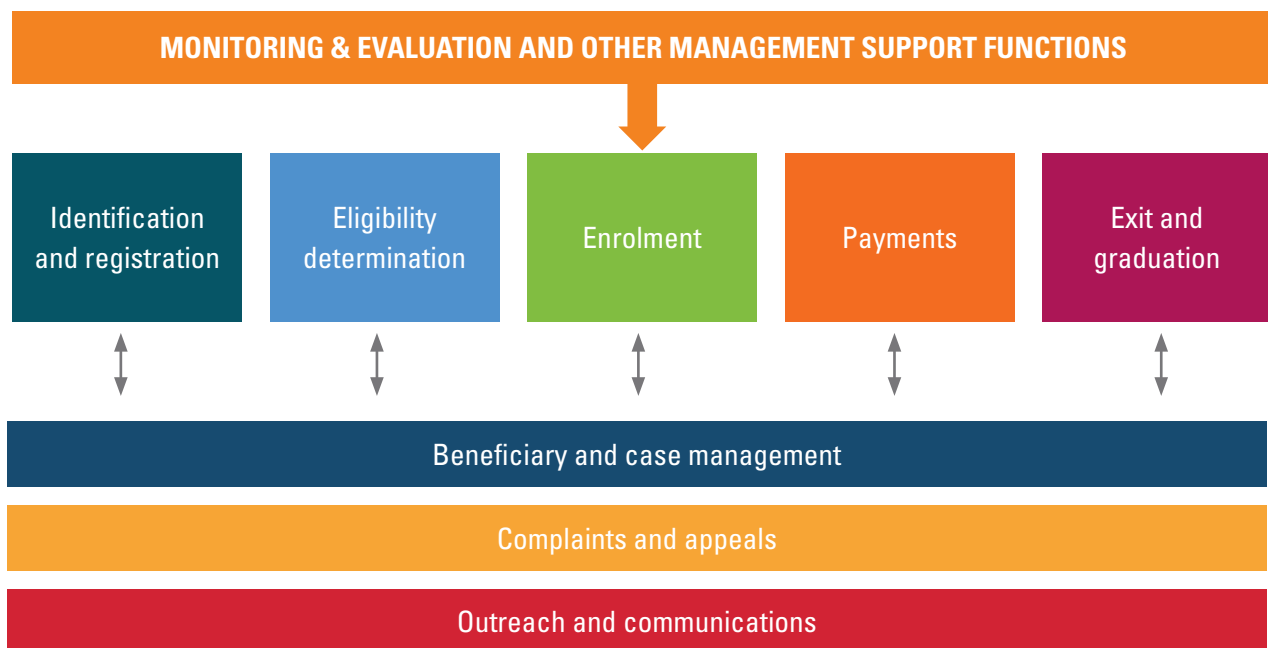 MONITORING & EVALUATION AND OTHER MANAGEMENT SUPPORT FUNCTIONS
Identification
and registration
Eligibility
determination
Enrolment
Payments
Exit and
graduation
Beneficiary and case management
Complaints and appeals
Outreach and communications